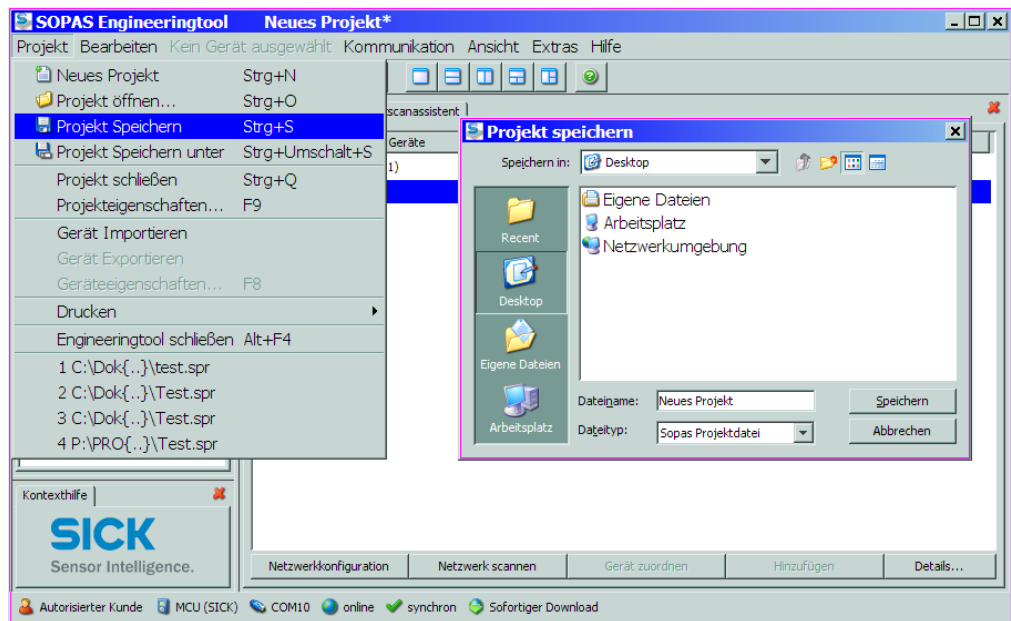 SOPAS Engineeringtool Neues Projekt*
Projekt Bearbeiten Kein Gerät ausgewählt Kommunikation Ansicht Extras Hilfe
Neues Projekt Strg+N
Projekt öffnen... Strg+O
Projekt Speichern Strg+S
Projekt Speichern unter Strg+Umschalt+S
Projekt schließen Strg+Q
Projekteigenschaften... F9
Gerät Importieren
Gerät Exportieren
Geräteeigenschaften... F8
Drucken
Engineeringtool schließen Alt+F4
1 C:\Dok{..}\test.spr
2 C:\Dok{..}\Test.spr
3 C:\Dok{..}\Test.spr
4 P:\PRO{..}\Test.spr
scanassistent
Geräte
1)
Projekt speichern
Speichern in: Desktop
Recent
Desktop
Eigene Dateien
Arbeitsplatz
Eigene Dateien
Arbeitsplatz
Netzwerkumgebung
Dateiname: Neues Projekt Speichern
Dateityp: Sopas Projektdatei Abbrechen
Kontexthilfe
SICK
Sensor Intelligence.
Netzwerkkonfiguration Netzwerk scannen Gerät zuordnen Hinzufügen Details...
Autorisierter Kunde MCU (SICK) COM10 online synchron Sofortiger Download